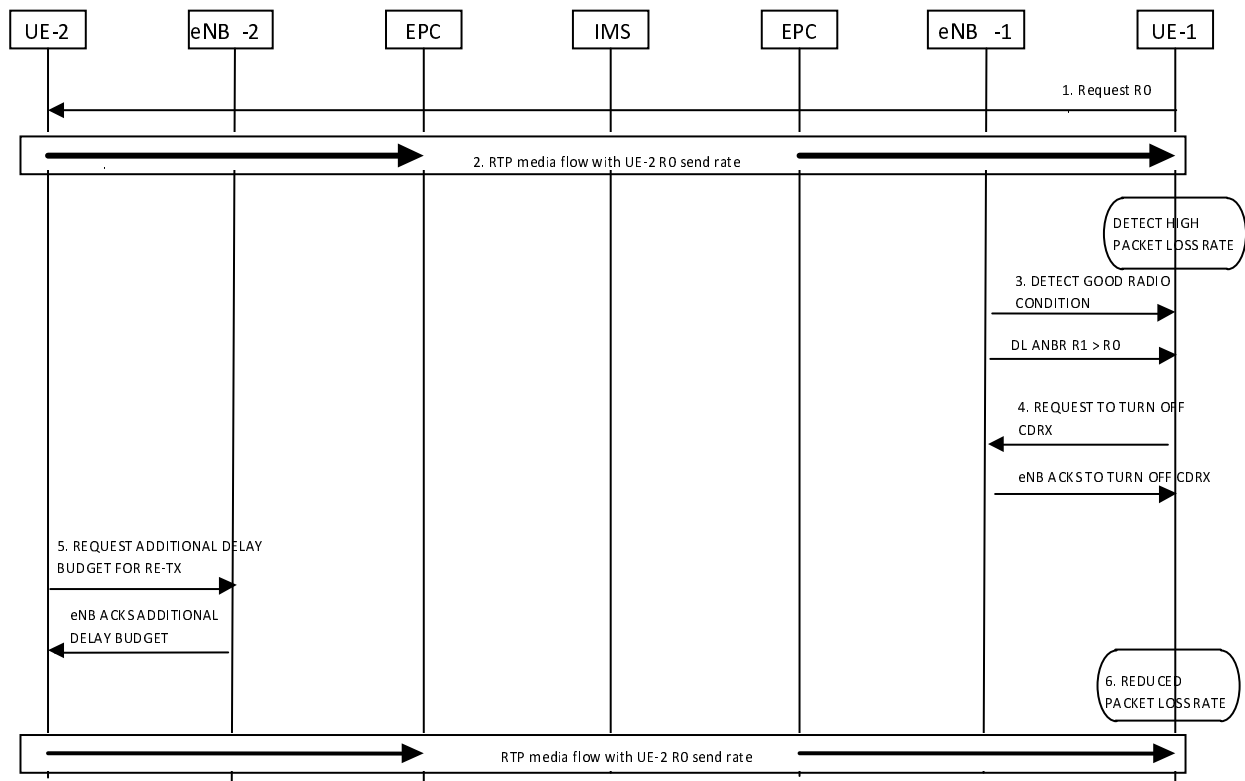 UE-2
eNB -2
EPC
IMS
EPC
eNB -1
UE-1
1. Request R0
2. RTP media flow with UE-2 R0 send rate
DETECT HIGH
PACKET LOSS RATE
3. DETECT GOOD RADIO
CONDITION
DL ANBR R1 > R0
4. REQUEST TO TURN OFF
CDRX
eNB ACKS TO TURN OFF CDRX
5. REQUEST ADDITIONAL DELAY
BUDGET FOR RE-TX
eNB ACKS ADDITIONAL
DELAY BUDGET
6. REDUCED
PACKET LOSS RATE
RTP media flow with UE-2 R0 send rate